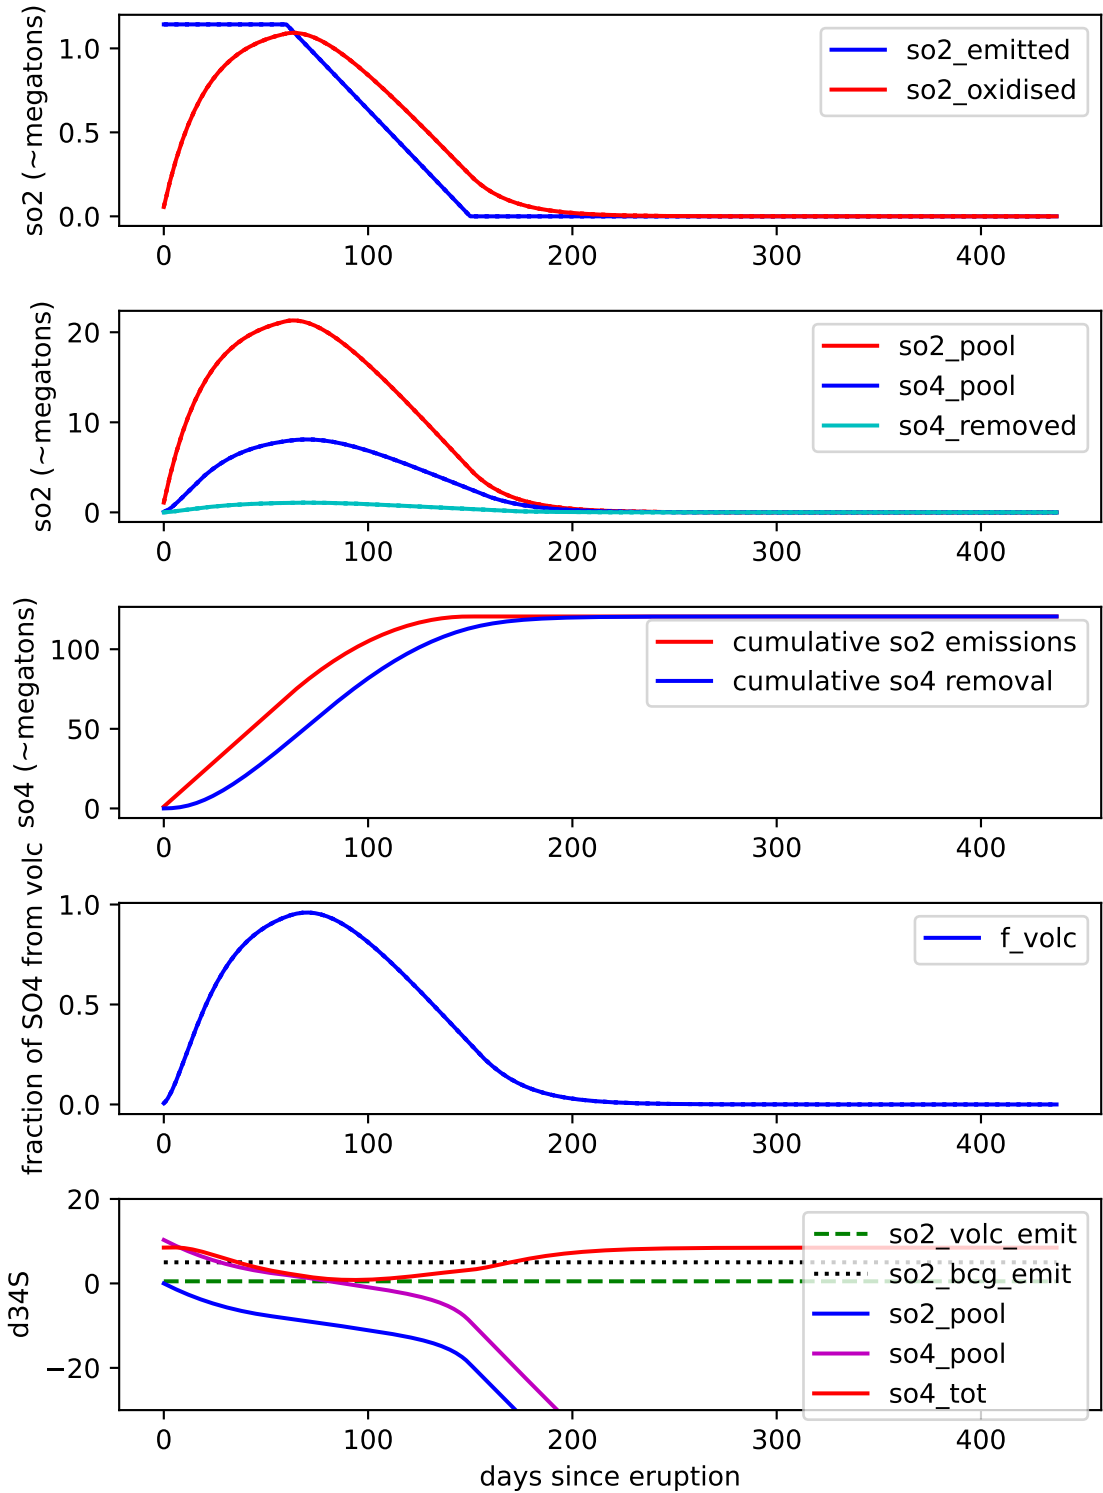 so2 (~megatons)
1.0
0.5
0.0
so2_emitted
so2_oxidised
0 100 200 300 400
so2 (~megatons)
20
10
0
so2_pool
so4_pool
so4_removed
0 100 200 300 400
so4 (~megatons)
100
50
0
cumulative so2 emissions
cumulative so4 removal
0 100 200 300 400
fraction of SO4 from volc
1.0
0.5
0.0
f_volc
0 100 200 300 400
d34S
20
0
−20
so2_volc_emit
so2_bcg_emit
so2_pool
so4_pool
so4_tot
0 100 200 300 400
days since eruption